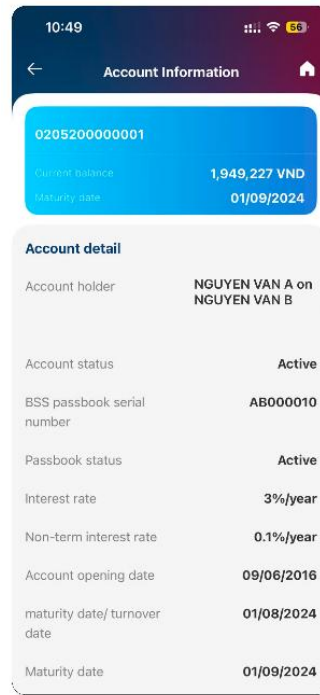 10:49
56
Account Information
0205200000001
Current balance 1,949,227 VND
Maturity date 01/09/2024
Account detail
Account holder NGUYEN VAN A on
NGUYEN VAN B
Account status Active
BSS passbook serial AB000010
number
Passbook status Active
Interest rate 3%/year
Non-term interest rate 0.1%/year
Account opening date 09/06/2016
maturity date/ turnover 01/08/2024
date
Maturity date 01/09/2024